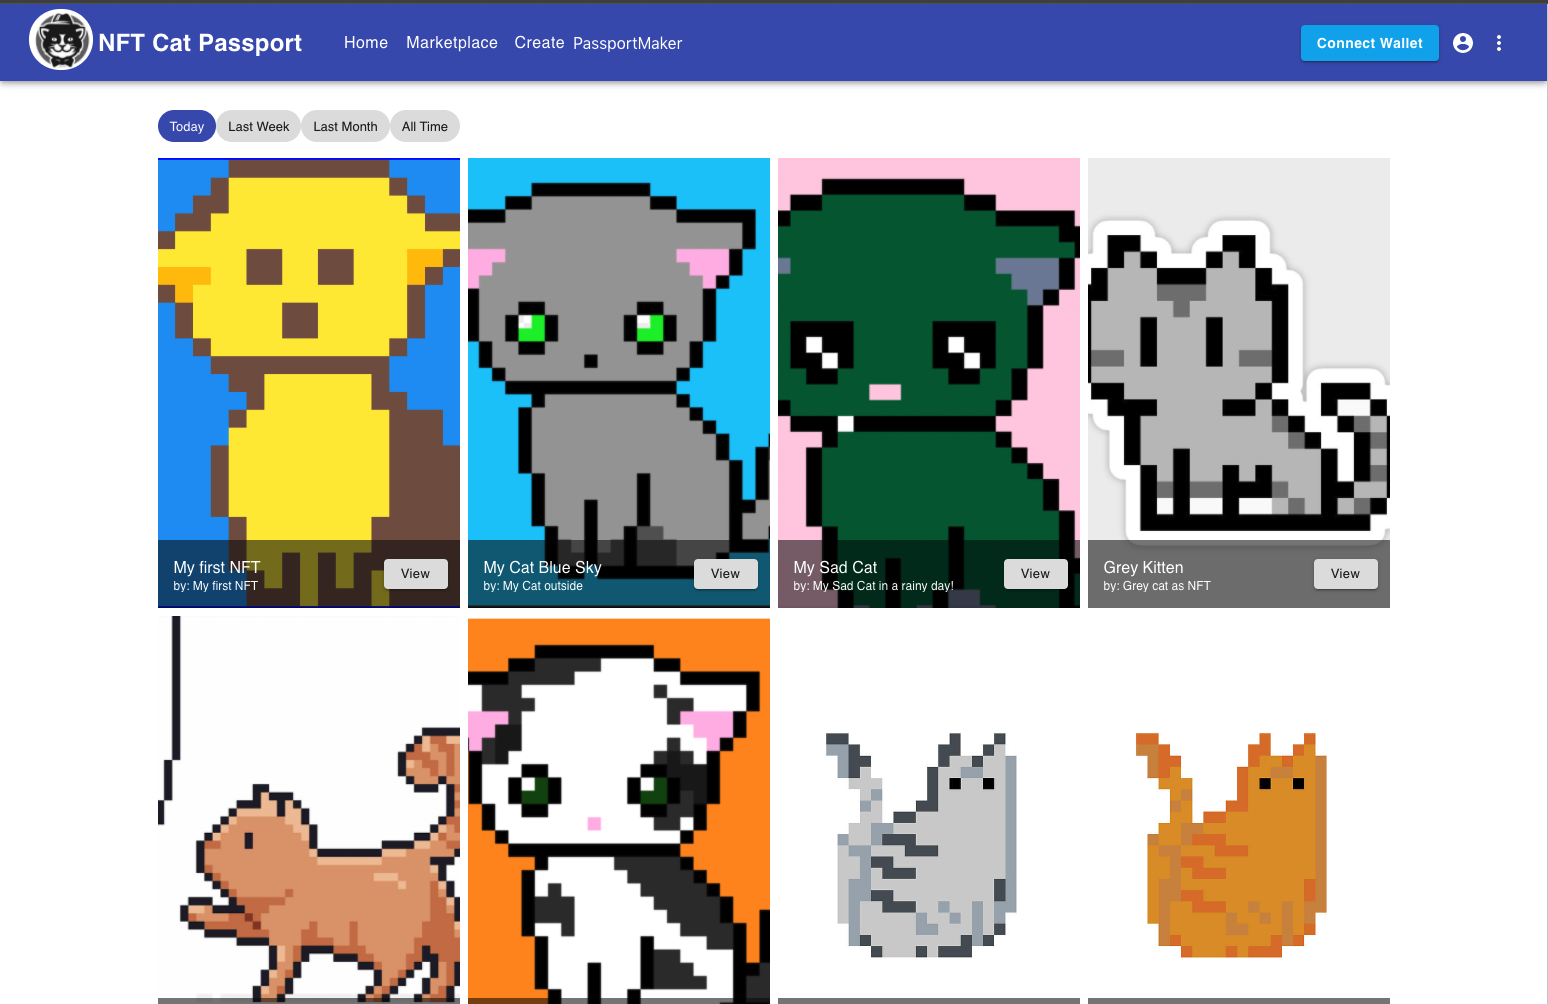 NFT Cat Passport
Home Marketplace Create PassportMaker
Connect Wallet
Today Last Week Last Month All Time
My first NFT
by: My first NFT
View
My Cat Blue Sky
by: My Cat outside
View
My Sad Cat
by: My Sad Cat in a rainy day!
View
Grey Kitten
by: Grey cat as NFT
View